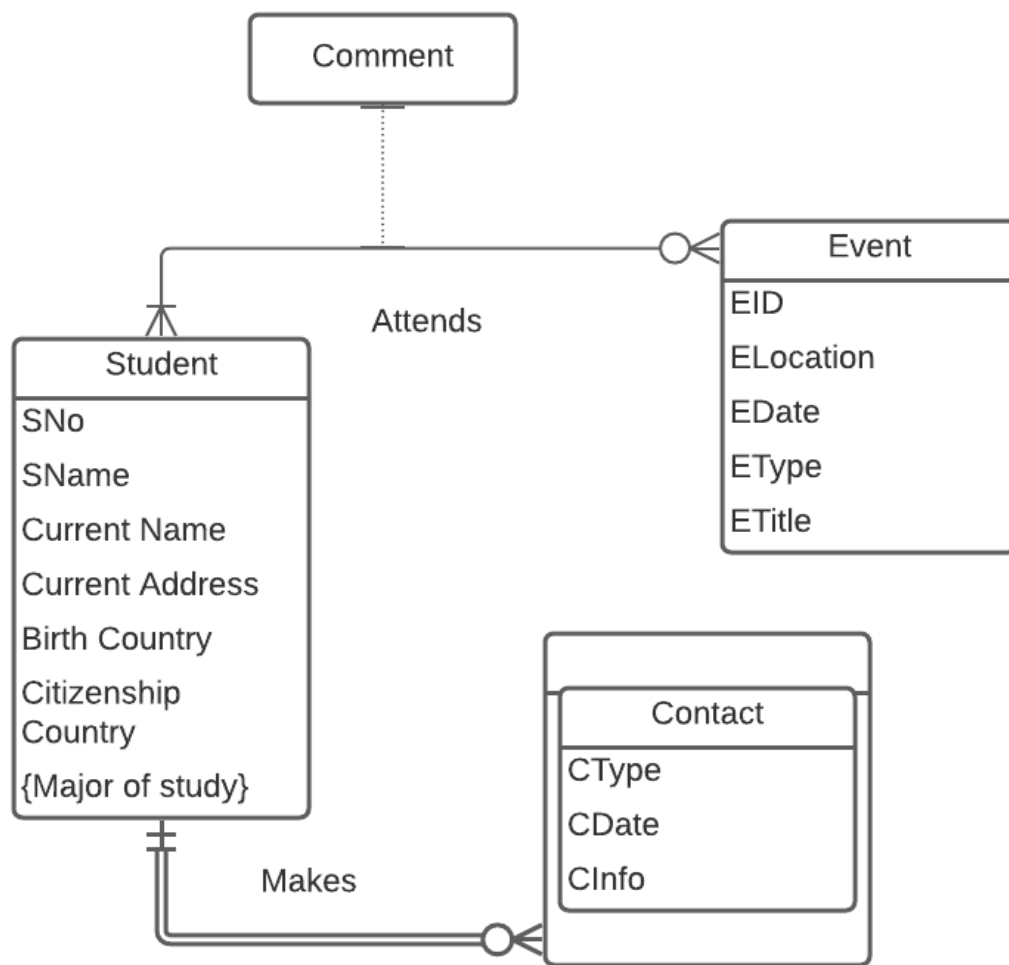 Comment
Event
EID
ELocation
EDate
EType
ETitle
Attends
Student
SNo
SName
Current Name
Current Address
Birth Country
Citizenship
Country
{Major of study}
Contact
CType
CDate
CInfo
Makes